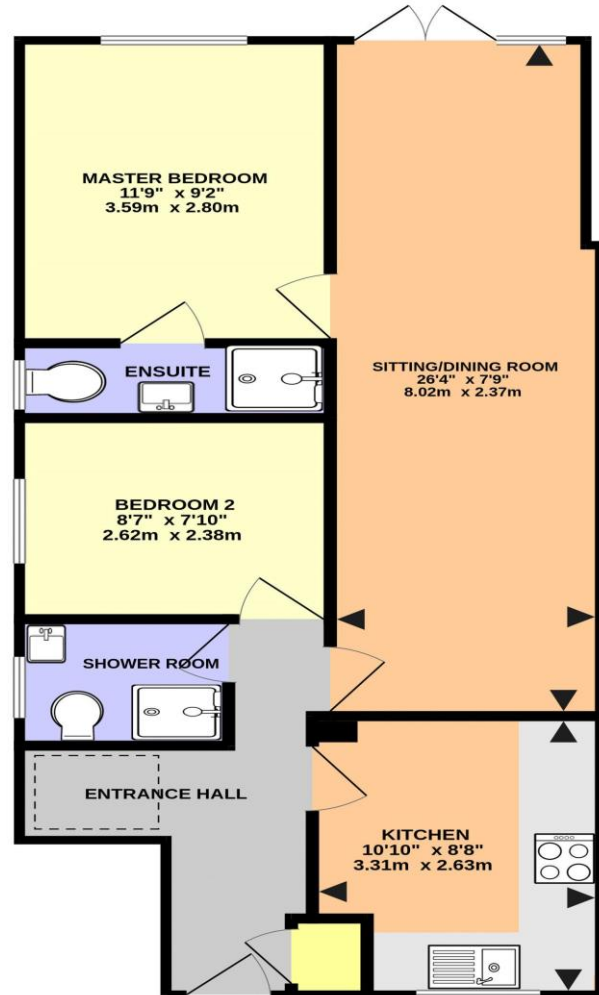 MASTER BEDROOM
11'9" x 9'2"
3.59m x 2.80m
ENSUITE
SITTING/DINING ROOM
26'4" x 7'9"
8.02m x 2.37m
BEDROOM 2
8'7" x 7'10"
2.62m x 2.38m
SHOWER ROOM
ENTRANCE HALL
KITCHEN
10'10" x 8'8"
3.31m x 2.63m